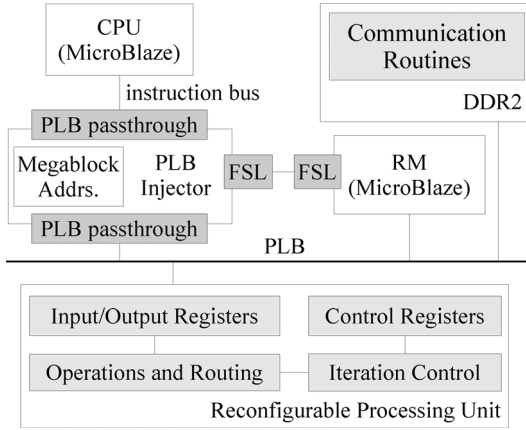 CPU
(MicroBlaze)
Communication
Routines
DDR2
instruction bus
PLB passthrough
Megablock
Addrs.
PLB
Injector
FSL
FSL
RM
(MicroBlaze)
PLB passthrough
PLB
Input/Output Registers
Control Registers
Operations and Routing
Iteration Control
Reconfigurable Processing Unit